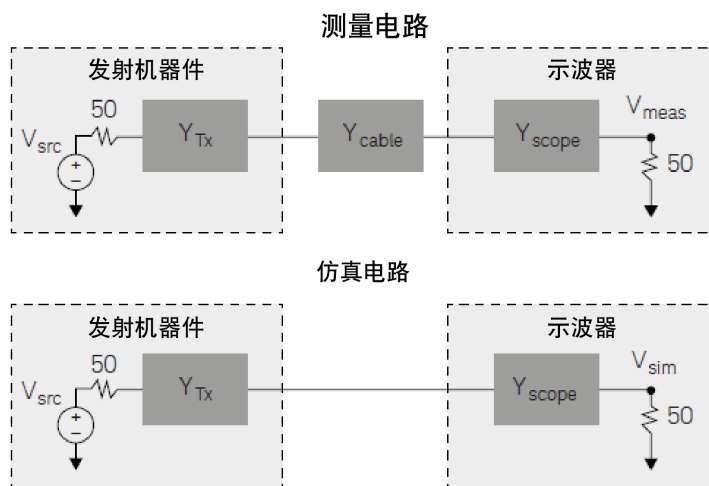 测量电路
发射机器件
示波器
50
V_src
Y_Tx
Y_cable
Y_scope
V_meas
50
+
−
仿真电路
发射机器件
示波器
50
V_src
Y_Tx
Y_scope
V_sim
50
+
−